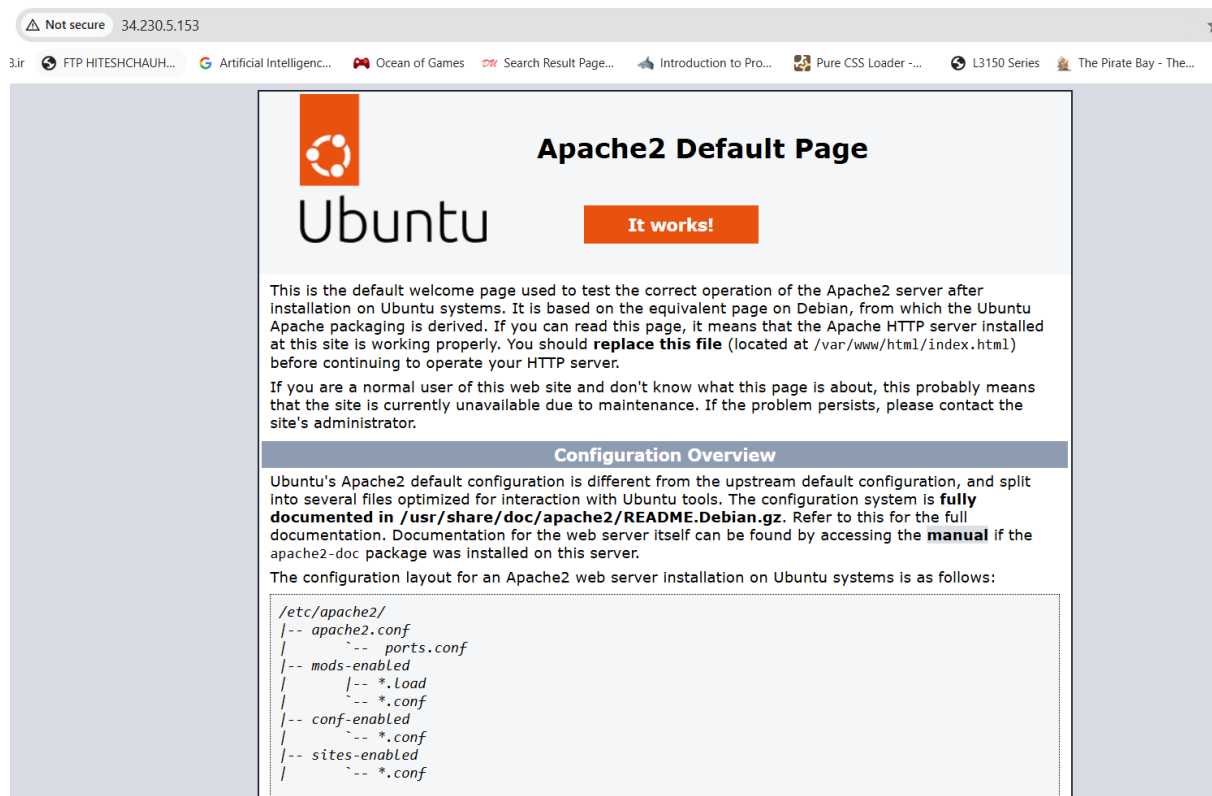 Not secure 34.230.5.153
3.ir FTP HITESHCHAUH... Artificial Intelligenc... Ocean of Games DU Search Result Page... Introduction to Pro... Pure CSS Loader -... L3150 Series The Pirate Bay - The...
Apache2 Default Page
Ubuntu
It works!
This is the default welcome page used to test the correct operation of the Apache2 server after
installation on Ubuntu systems. It is based on the equivalent page on Debian, from which the Ubuntu
Apache packaging is derived. If you can read this page, it means that the Apache HTTP server installed
at this site is working properly. You should replace this file (located at /var/www/html/index.html)
before continuing to operate your HTTP server.
If you are a normal user of this web site and don't know what this page is about, this probably means
that the site is currently unavailable due to maintenance. If the problem persists, please contact the
site's administrator.
Configuration Overview
Ubuntu's Apache2 default configuration is different from the upstream default configuration, and split
into several files optimized for interaction with Ubuntu tools. The configuration system is fully
documented in /usr/share/doc/apache2/README.Debian.gz. Refer to this for the full
documentation. Documentation for the web server itself can be found by accessing the manual if the
apache2-doc package was installed on this server.
The configuration layout for an Apache2 web server installation on Ubuntu systems is as follows:
/etc/apache2/
|-- apache2.conf
|       `--  ports.conf
|-- mods-enabled
|       |-- *.load
|       `-- *.conf
|-- conf-enabled
|       `-- *.conf
|-- sites-enabled
|       `-- *.conf